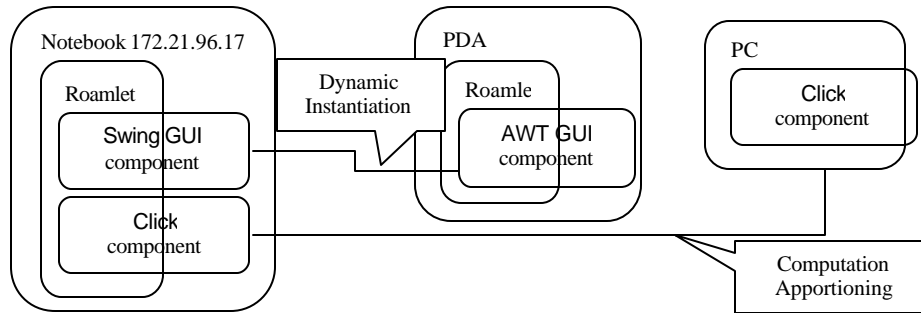 Notebook 172.21.96.17
Roamlet
Swing GUI
component
Click
component
Dynamic
Instantiation
PDA
Roamle
AWT GUI
component
PC
Click
component
Computation
Apportioning